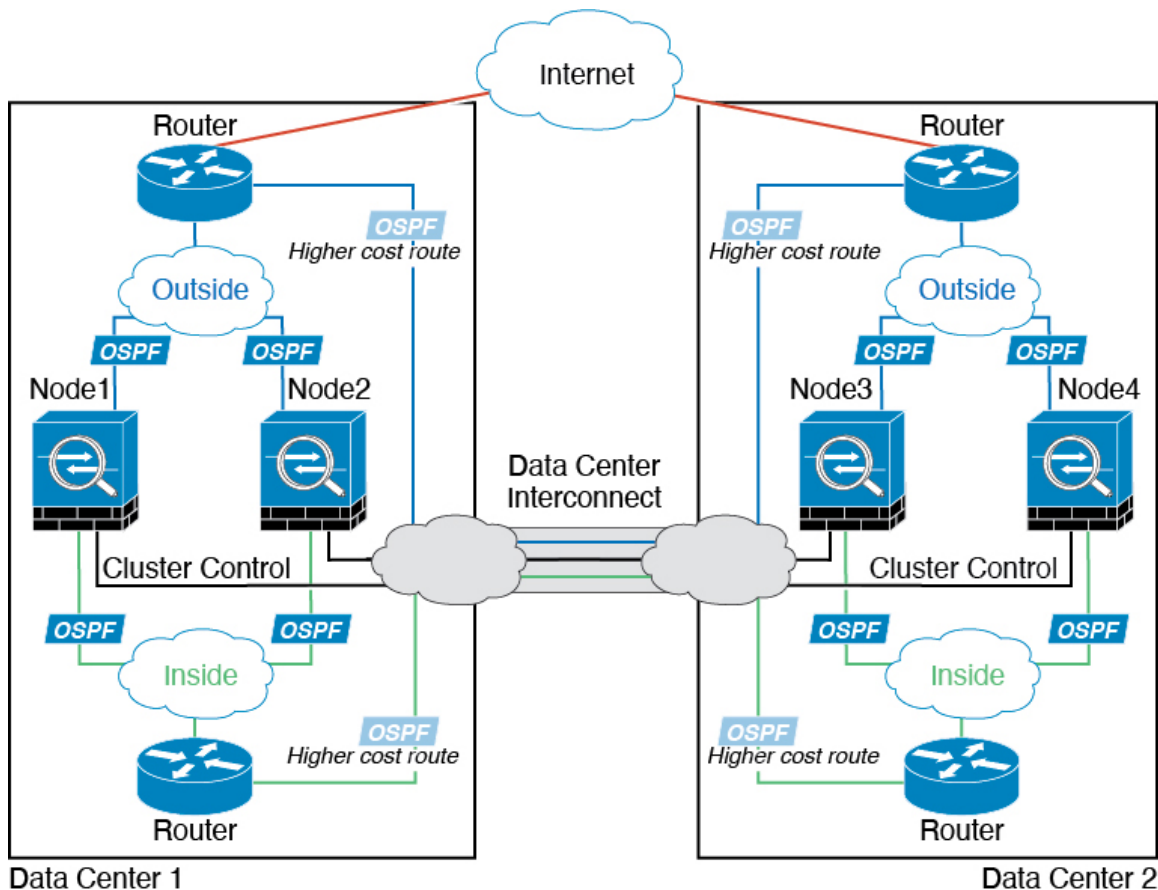 Internet
Router
Router
OSPF
Higher cost route
OSPF
Higher cost route
Outside
Outside
OSPF
OSPF
OSPF
OSPF
Node1
Node2
Node3
Node4
Data Center
Interconnect
Cluster Control
Cluster Control
OSPF
OSPF
OSPF
OSPF
Inside
Inside
OSPF
Higher cost route
OSPF
Higher cost route
Router
Router
Data Center 1
Data Center 2